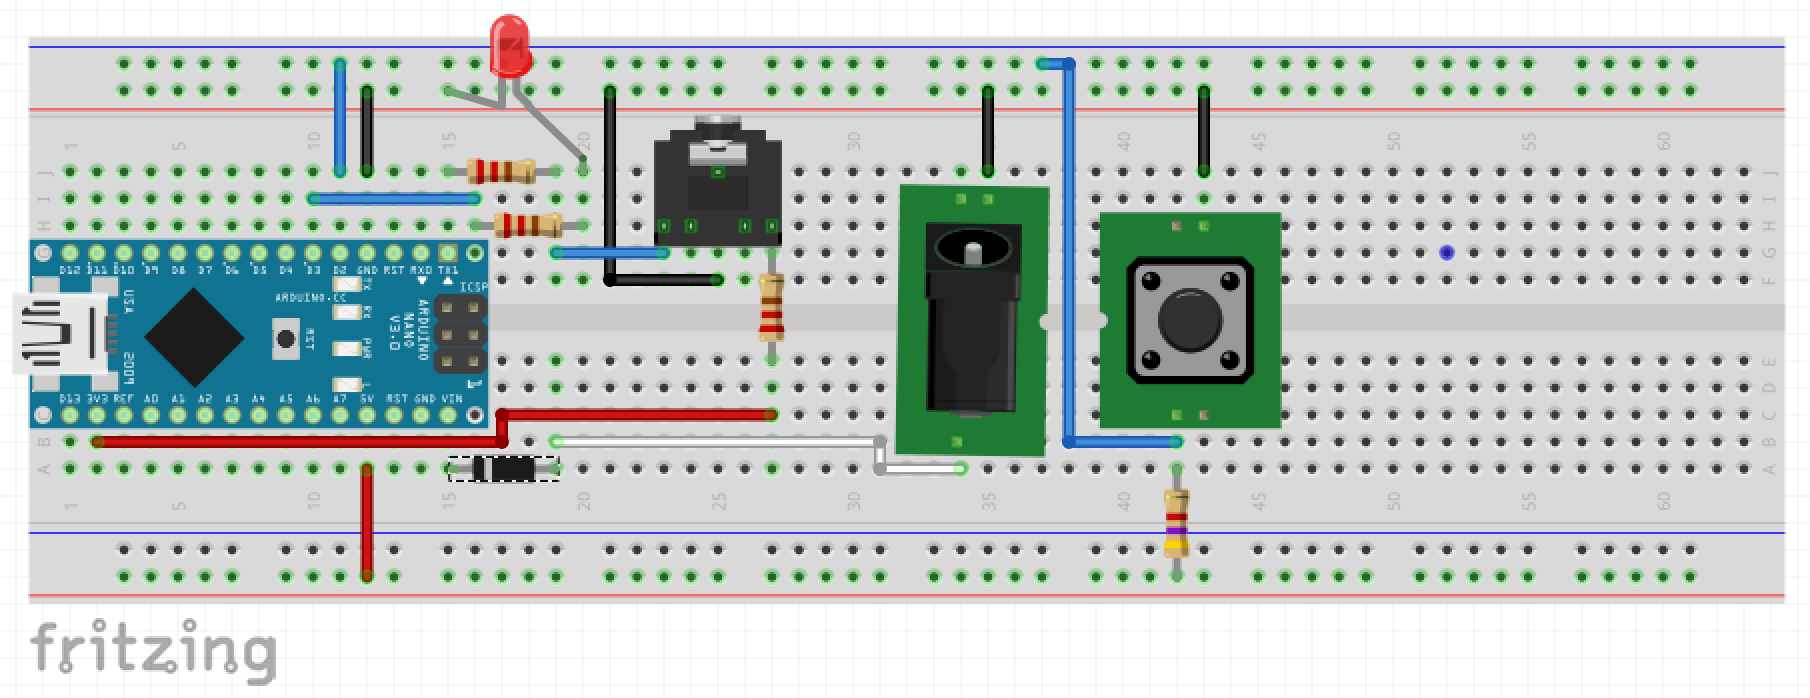 1 5 10 15 20 25 30 35 40 45 50 55 60
J J
I I
H H
G G
F F
D12 D11 D10 D9 D8 D7 D6 D5 D4 D3 D2 GND RST RX0 TX1
USA
ARDUINO.CC
TX
ICSP
RX
RST
ARDUINO
NANO
V3.0
PWR
2009
L
1
D13 3V3 REF A0 A1 A2 A3 A4 A5 A6 A7 5V RST GND VIN
E E
D D
C C
B B
A A
1 5 10 15 20 25 30 35 40 45 50 55 60
fritzing